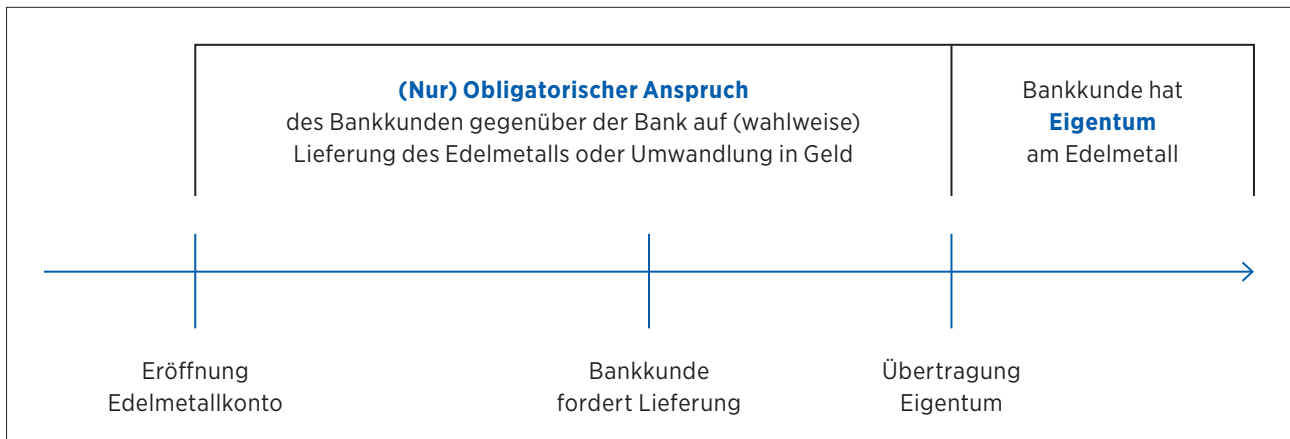 (Nur) Obligatorischer Anspruch
des Bankkunden gegenüber der Bank auf (wahlweise)
Lieferung des Edelmetalls oder Umwandlung in Geld
Bankkunde hat
Eigentum
am Edelmetall
Eröffnung
Edelmetallkonto
Bankkunde
fordert Lieferung
Übertragung
Eigentum